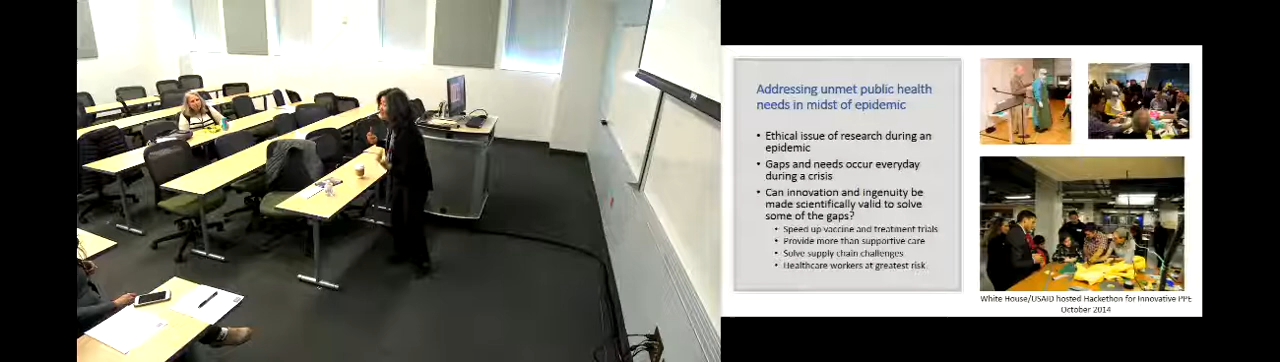 Addressing unmet public health
needs in midst of epidemic
• Ethical issue of research during an
epidemic
• Gaps and needs occur everyday
during a crisis
• Can innovation and ingenuity be
made scientifically valid to solve
some of the gaps?
• Speed up vaccine and treatment trials
• Provide more than supportive care
• Solve supply chain challenges
• Healthcare workers at greatest risk
White House/USAID hosted Hackethon for Innovative PPE
October 2014